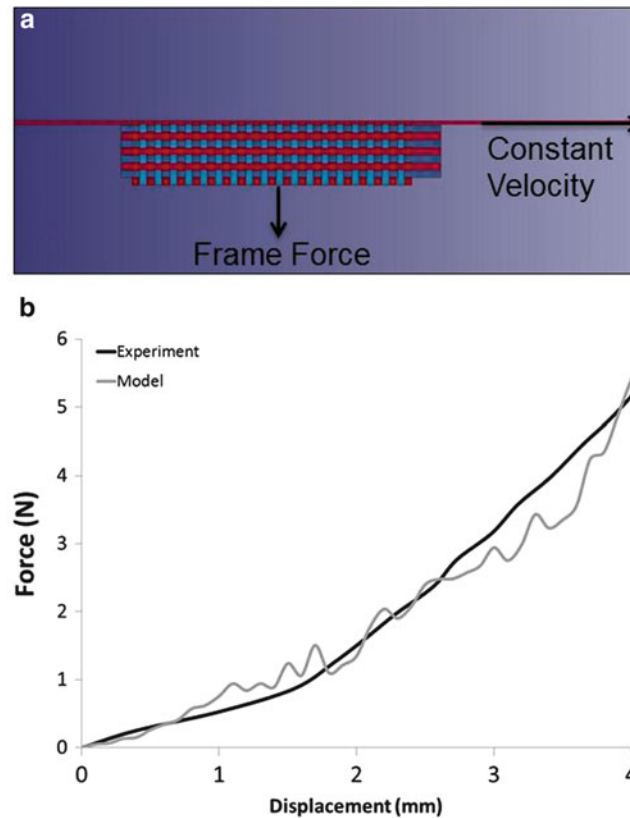 a
Constant
Velocity
Frame Force
b
6
Experiment
Model
5
4
3
2
1
0
Force (N)
0 1 2 3 4
Displacement (mm)